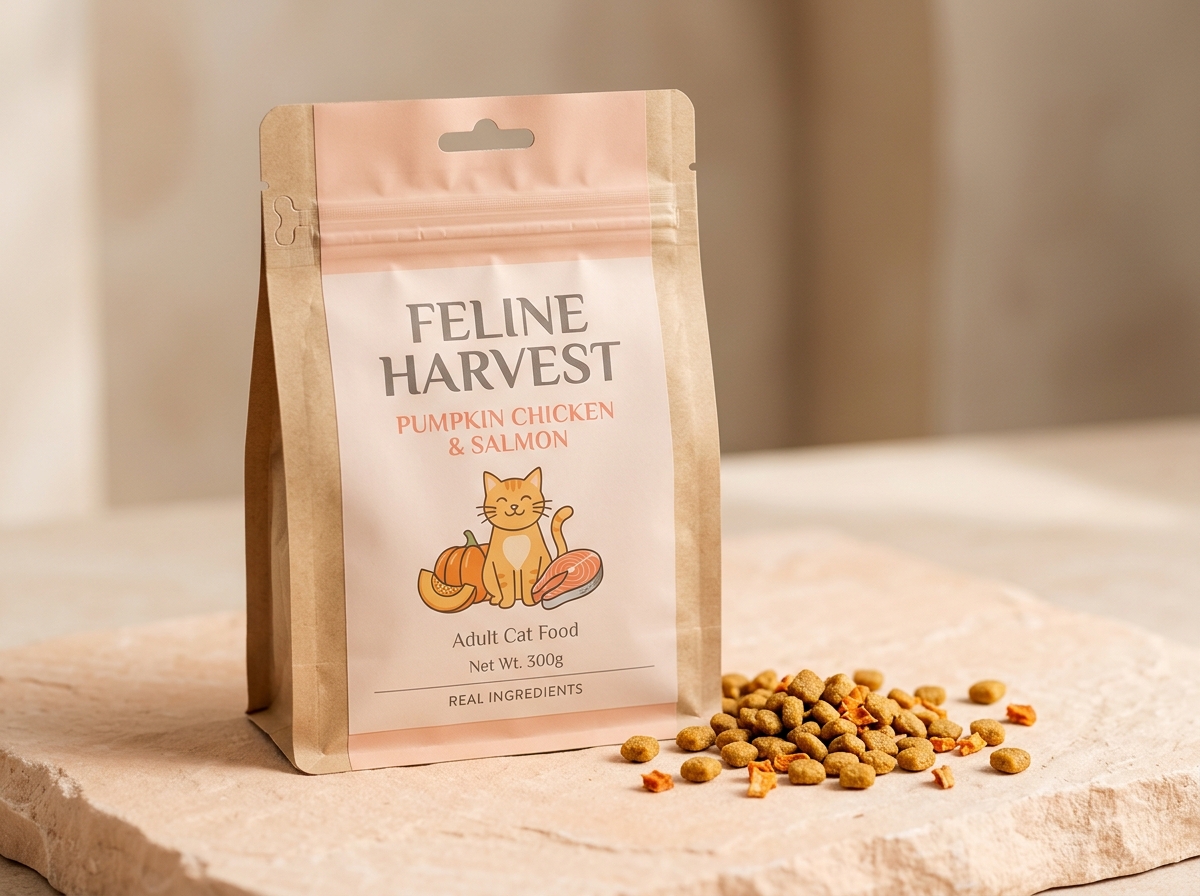 FELINE
HARVEST
PUMPKIN CHICKEN
& SALMON
Adult Cat Food
Net Wt. 300g
REAL INGREDIENTS